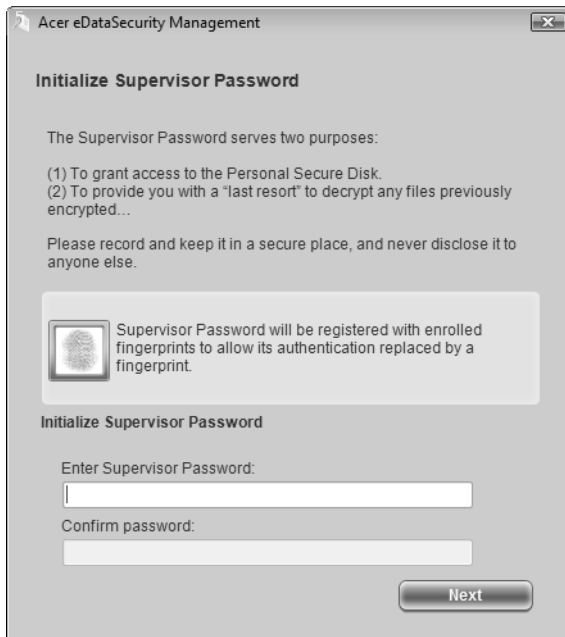 Acer eDataSecurity Management
Initialize Supervisor Password
The Supervisor Password serves two purposes:
(1) To grant access to the Personal Secure Disk.
(2) To provide you with a “last resort” to decrypt any files previously
encrypted...
Please record and keep it in a secure place, and never disclose it to
anyone else.
Supervisor Password will be registered with enrolled
fingerprints to allow its authentication replaced by a
fingerprint.
Initialize Supervisor Password
Enter Supervisor Password:
Confirm password:
Next